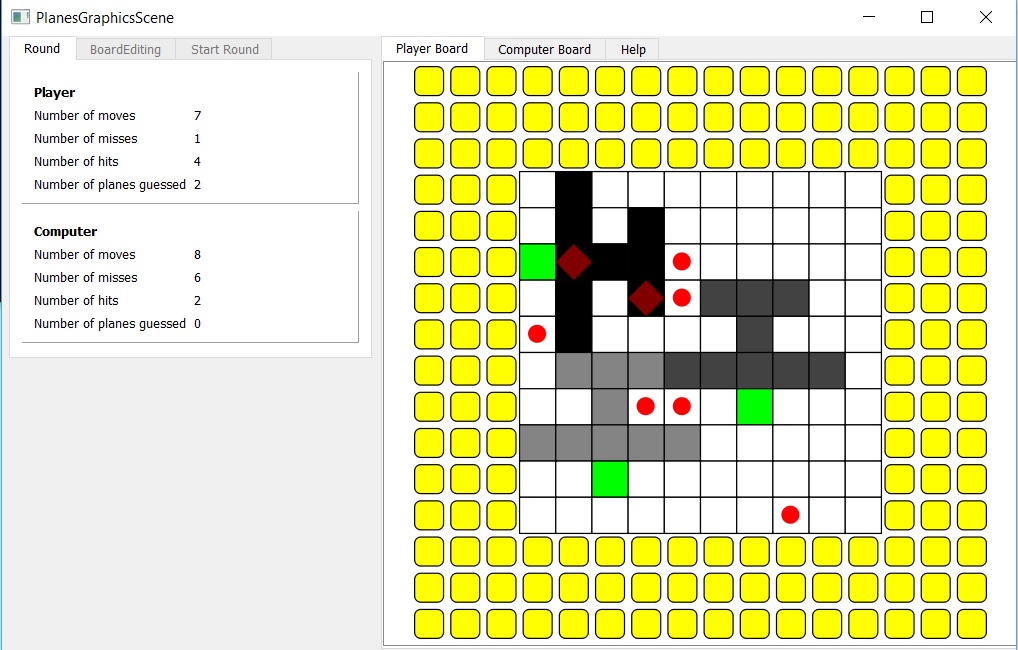 PlanesGraphicsScene
Round BoardEditing Start Round
Player Board Computer Board Help
Player
Number of moves 7
Number of misses 1
Number of hits 4
Number of planes guessed 2
Computer
Number of moves 8
Number of misses 6
Number of hits 2
Number of planes guessed 0